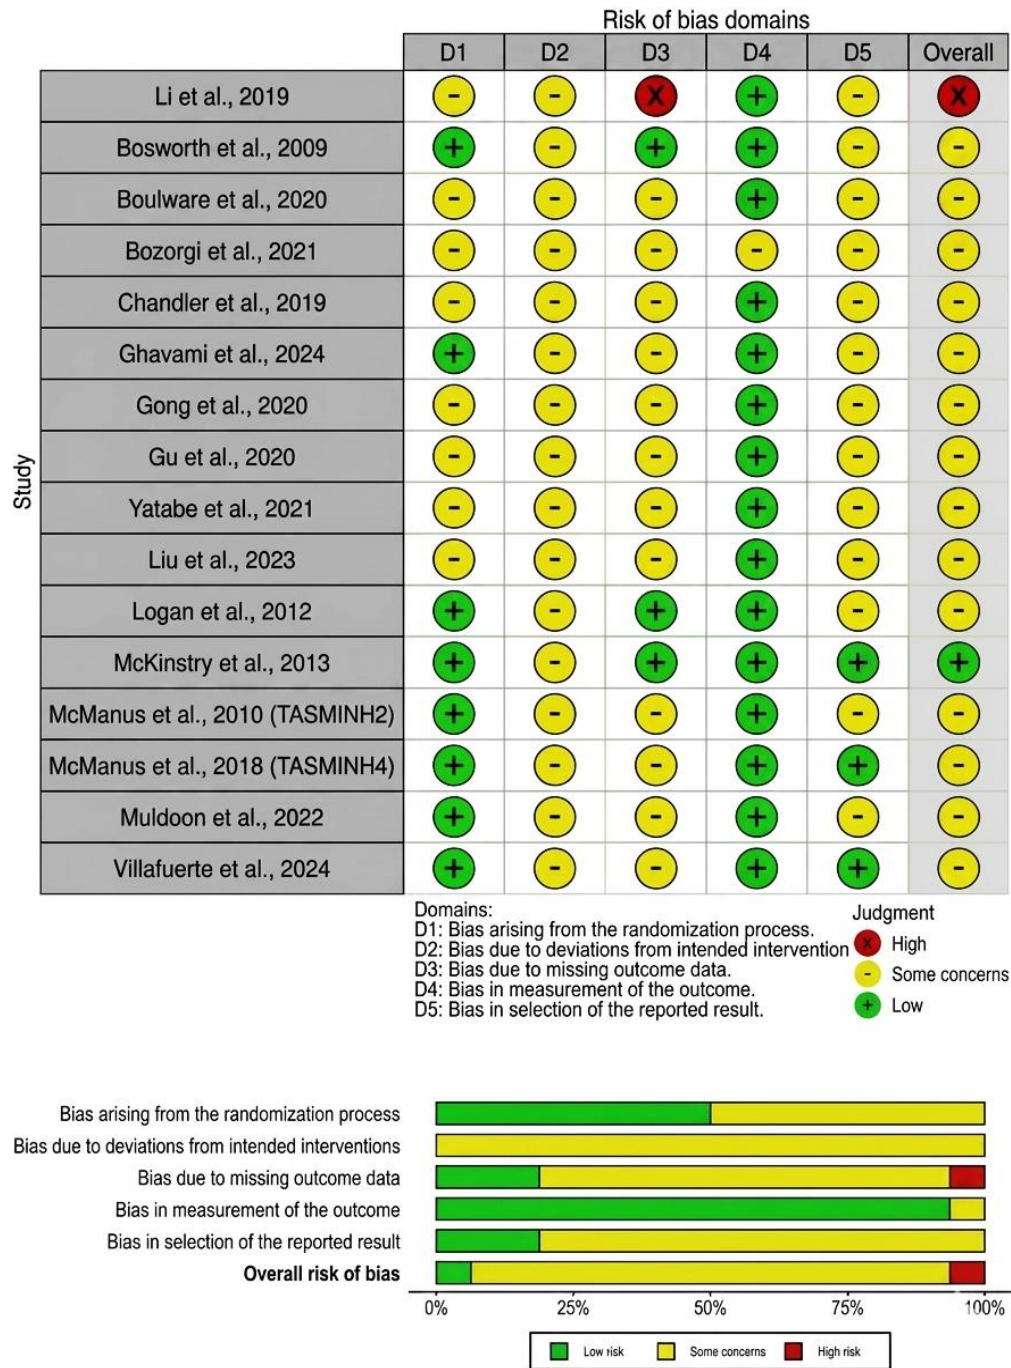 Risk of bias domains
D1 D2 D3 D4 D5 Overall
Study
Li et al., 2019 - - X + - X
Bosworth et al., 2009 + - + + - -
Boulware et al., 2020 - - - + - -
Bozorgi et al., 2021 - - - - - -
Chandler et al., 2019 - - - + - -
Ghavami et al., 2024 + - - + - -
Gong et al., 2020 - - - + - -
Gu et al., 2020 - - - + - -
Yatabe et al., 2021 - - - + - -
Liu et al., 2023 - - - + - -
Logan et al., 2012 + - + + - -
McKinstry et al., 2013 + - + + + +
McManus et al., 2010 (TASMINH2) + - - + - -
McManus et al., 2018 (TASMINH4) + - - + + -
Muldoon et al., 2022 + - - + - -
Villafuerte et al., 2024 + - - + + -
Domains:
D1: Bias arising from the randomization process.
D2: Bias due to deviations from intended intervention
D3: Bias due to missing outcome data.
D4: Bias in measurement of the outcome.
D5: Bias in selection of the reported result.
Judgment
X High
- Some concerns
+ Low
Bias arising from the randomization process
Bias due to deviations from intended interventions
Bias due to missing outcome data
Bias in measurement of the outcome
Bias in selection of the reported result
Overall risk of bias
0% 25% 50% 75% 100%
Low risk Some concerns High risk